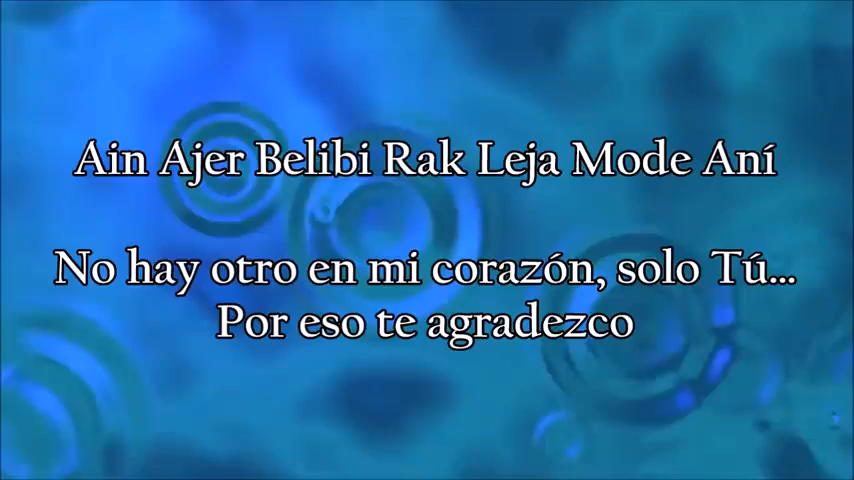 Ain Ajer Belibi Rak Leja Mode Aní
No hay otro en mi corazón, solo Tú...
Por eso te agradezco